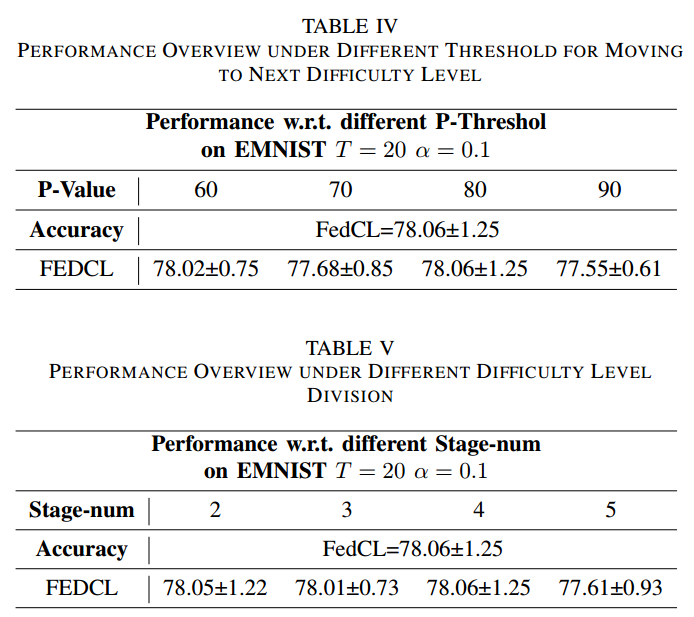 TABLE IV
PERFORMANCE OVERVIEW UNDER DIFFERENT THRESHOLD FOR MOVING
TO NEXT DIFFICULTY LEVEL
Performance w.r.t. different P-Threshol
on EMNIST T = 20 α = 0.1
P-Value 60 70 80 90
Accuracy FedCL=78.06±1.25
FEDCL 78.02±0.75 77.68±0.85 78.06±1.25 77.55±0.61
TABLE V
PERFORMANCE OVERVIEW UNDER DIFFERENT DIFFICULTY LEVEL
DIVISION
Performance w.r.t. different Stage-num
on EMNIST T = 20 α = 0.1
Stage-num 2 3 4 5
Accuracy FedCL=78.06±1.25
FEDCL 78.05±1.22 78.01±0.73 78.06±1.25 77.61±0.93